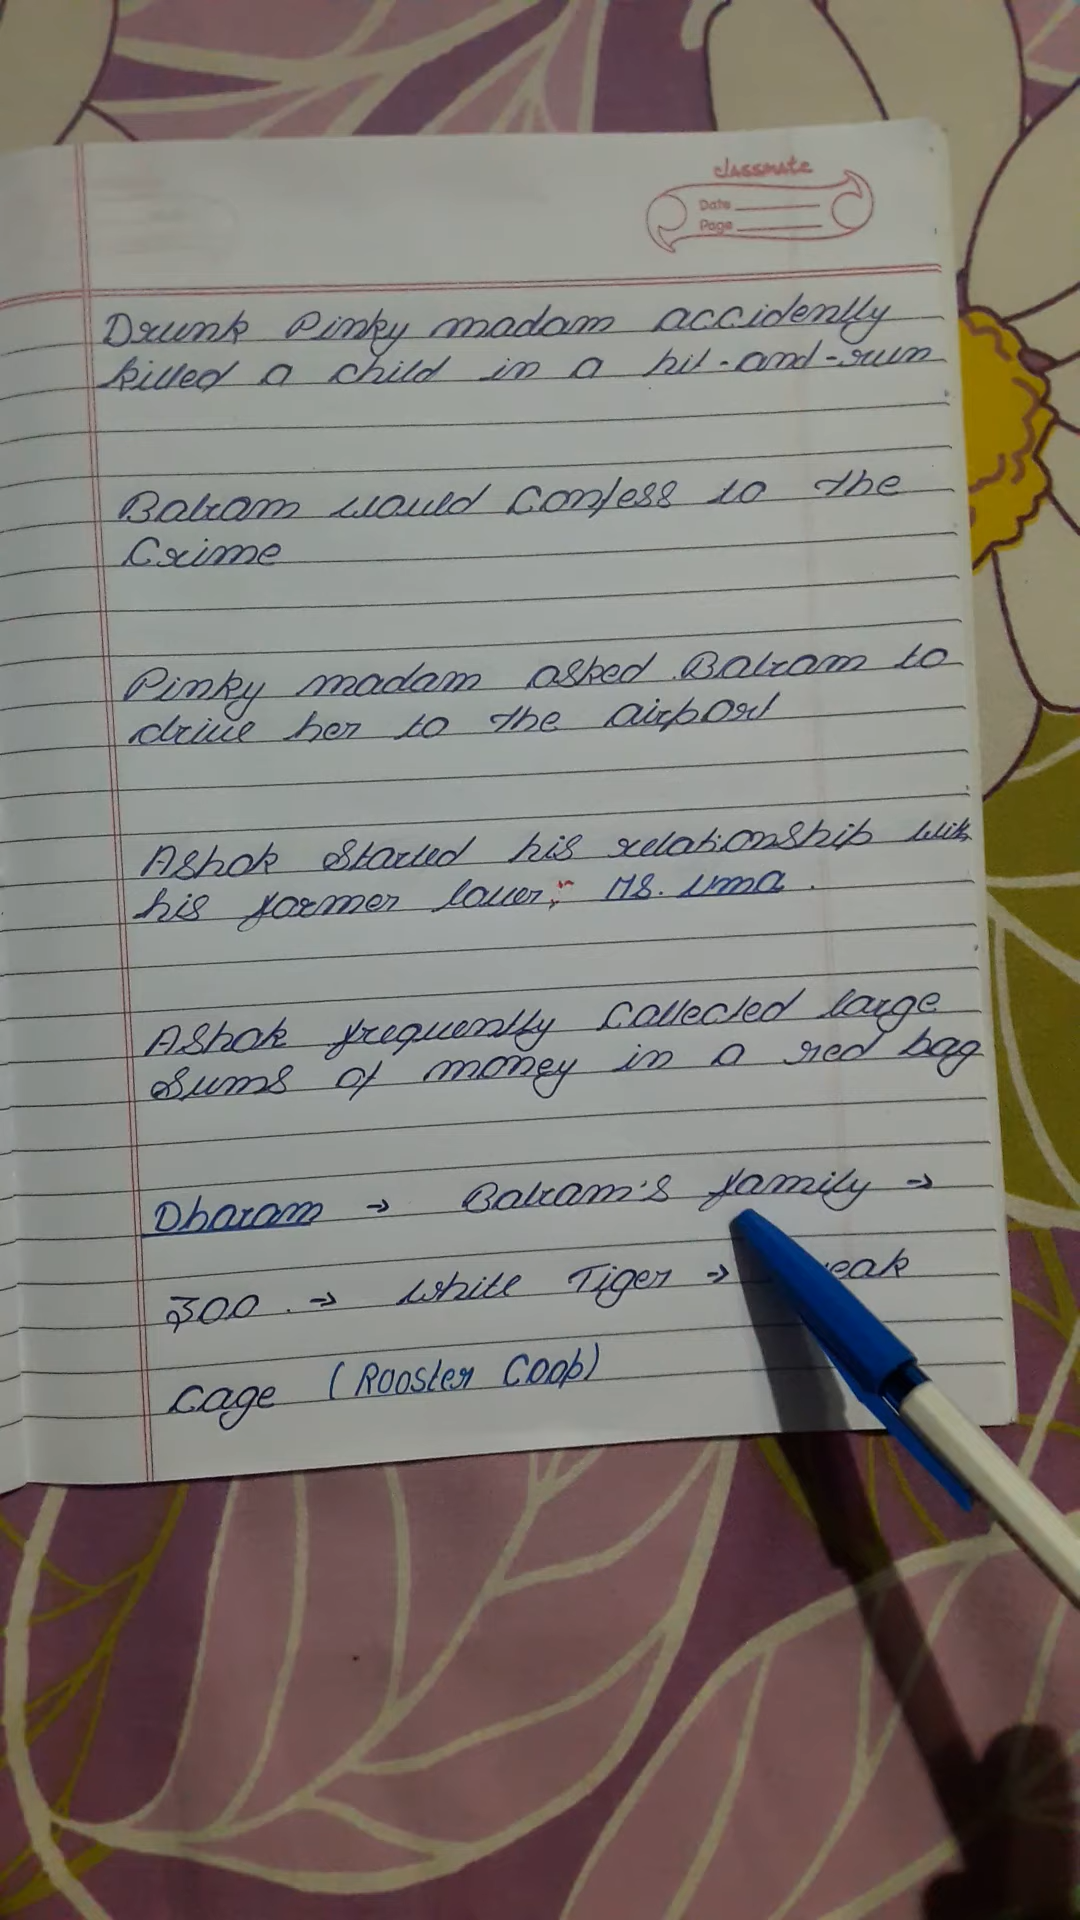 classmate
Date
Page
Drunk Pinky madam accidently
killed a child in a hit-and-run
Balram would Confess to the
Crime
Pinky madam asked Balram to
drive her to the airport
Ashok Started his relationship with
his former lover; MS. Uma.
Ashok frequently Collected large
Sums of money in a red bag
Dharam → Balram's family →
zoo. → White Tiger →
Cage (Rooster Coop)